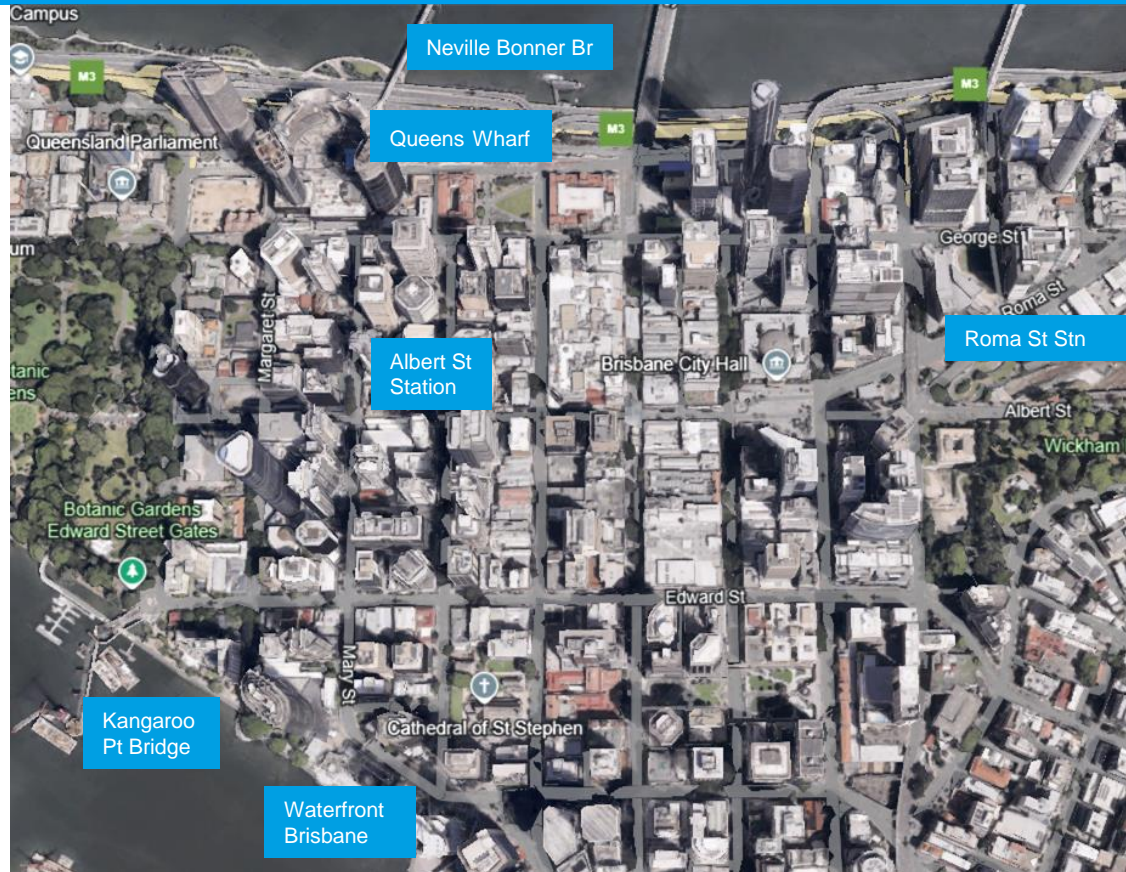 Campus
Neville Bonner Br
M3
M3
M3
Queens Wharf
Queensland Parliament
George St
um
Margaret St
Roma St
Roma St Stn
Albert St
Station
Brisbane City Hall
tanic
ens
Albert St
Wickham
Botanic Gardens
Edward Street Gates
Edward St
Mary St
Cathedral of St Stephen
Kangaroo
Pt Bridge
Waterfront
Brisbane